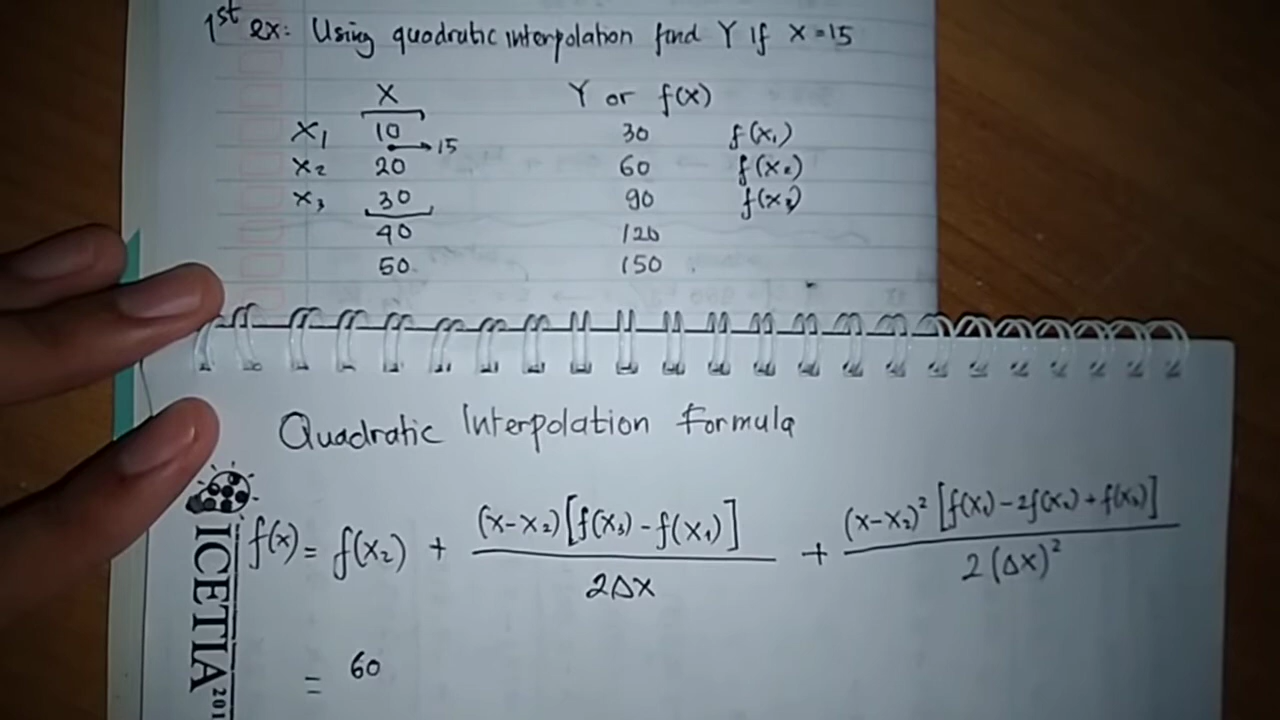 1st ex: Using quadratic interpolation find Y if X = 15
X Y or f(x)
X1 10 30 f(x1)
→15
X2 20 60 f(x2)
X3 30 90 f(x3)
40 120
50 150
Quadratic Interpolation Formula
f(x) = f(x2) + (x-x2)[f(x3) - f(x1)] / 2Δx + (x-x2)² [f(x1) - 2f(x2) + f(x3)] / 2(Δx)²
= 60
ICETIA 201